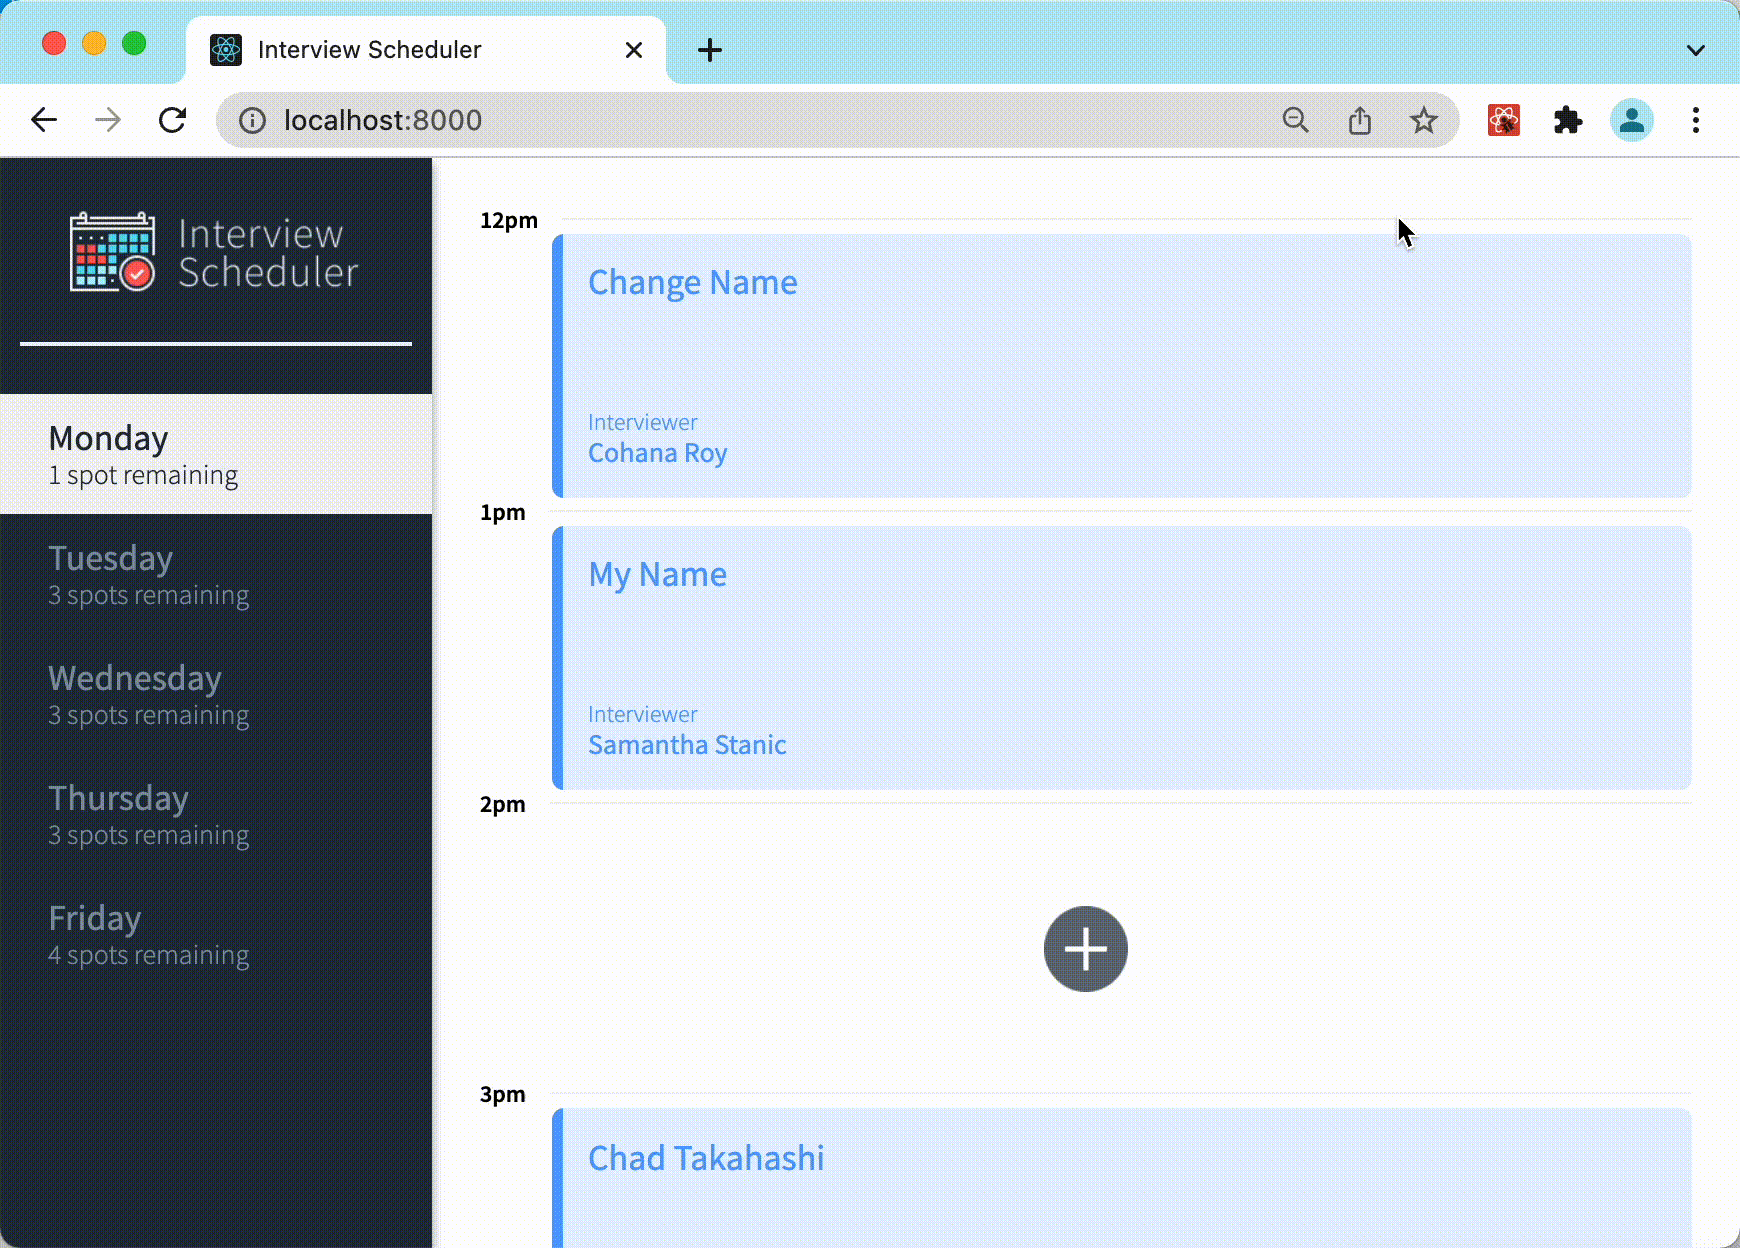 Interview Scheduler
localhost:8000
Interview
Scheduler
Monday
1 spot remaining
Tuesday
3 spots remaining
Wednesday
3 spots remaining
Thursday
3 spots remaining
Friday
4 spots remaining
12pm
Change Name
Interviewer
Cohana Roy
1pm
My Name
Interviewer
Samantha Stanic
2pm
3pm
Chad Takahashi